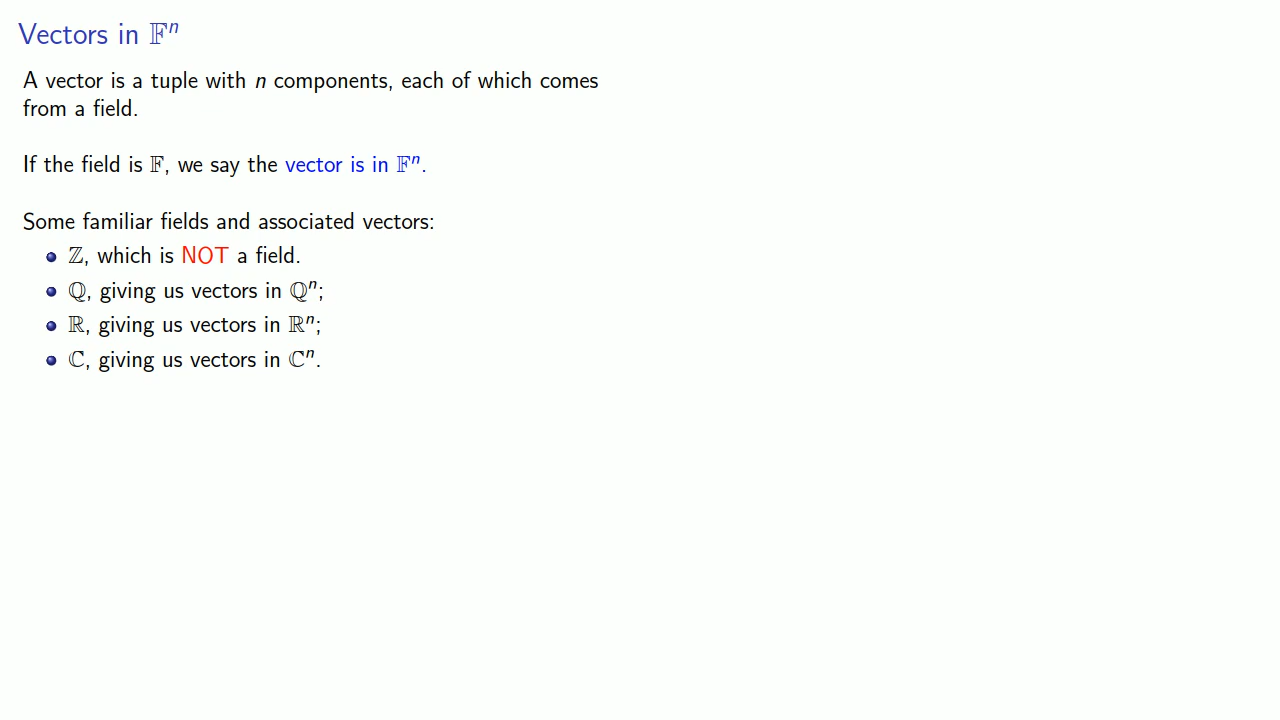 Vectors in 𝔽ⁿ
A vector is a tuple with n components, each of which comes
from a field.
If the field is 𝔽, we say the vector is in 𝔽ⁿ.
Some familiar fields and associated vectors:
ℤ, which is NOT a field.
ℚ, giving us vectors in ℚⁿ;
ℝ, giving us vectors in ℝⁿ;
ℂ, giving us vectors in ℂⁿ.